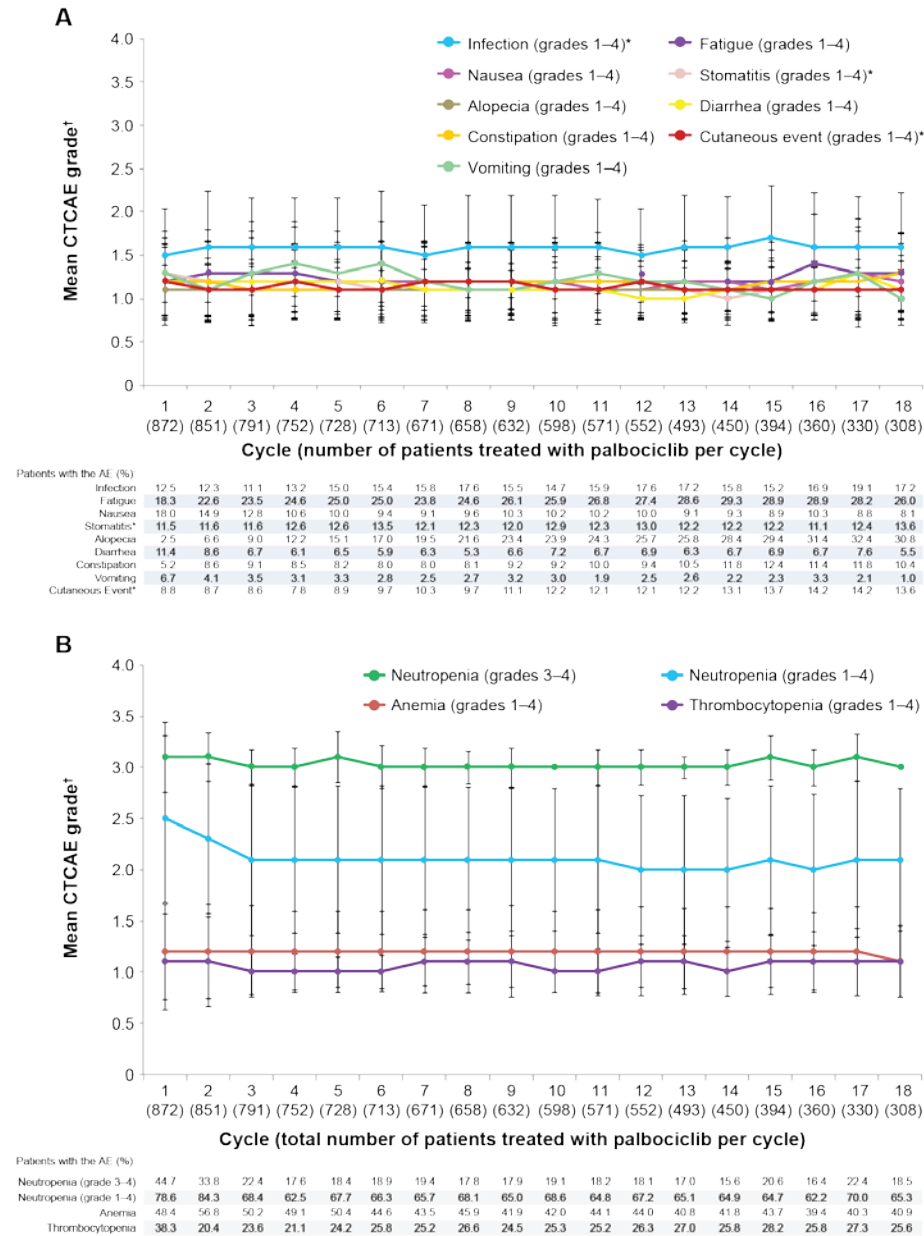 A
4.0
3.5
3.0
2.5
2.0
1.5
1.0
0.5
0
Mean CTCAE grade†
Infection (grades 1–4)* Fatigue (grades 1–4)
Nausea (grades 1–4) Stomatitis (grades 1–4)*
Alopecia (grades 1–4) Diarrhea (grades 1–4)
Constipation (grades 1–4) Cutaneous event (grades 1–4)*
Vomiting (grades 1–4)
1 2 3 4 5 6 7 8 9 10 11 12 13 14 15 16 17 18
(872) (851) (791) (752) (728) (713) (671) (658) (632) (598) (571) (552) (493) (450) (394) (360) (330) (308)
Cycle (number of patients treated with palbociclib per cycle)
Patients with the AE (%)
Infection 12.5 12.3 11.1 13.2 15.0 15.4 15.8 17.6 15.5 14.7 15.9 17.6 17.2 15.8 15.2 16.9 19.1 17.2
Fatigue 18.3 22.6 23.5 24.6 25.0 25.0 23.8 24.6 26.1 25.9 26.8 27.4 28.6 29.3 28.9 28.9 28.2 26.0
Nausea 18.0 14.9 12.8 10.6 10.0 9.4 9.1 9.6 10.3 10.2 10.2 10.0 9.1 9.3 8.9 10.3 8.8 8.1
Stomatitis* 11.5 11.6 11.6 12.6 12.6 13.5 12.1 12.3 12.0 12.9 12.3 13.0 12.2 12.2 12.2 11.1 12.4 13.6
Alopecia 2.5 6.6 9.0 12.2 15.1 17.0 19.5 21.6 23.4 23.9 24.3 25.7 25.8 28.4 29.4 31.4 32.4 30.8
Diarrhea 11.4 8.6 6.7 6.1 6.5 5.9 6.3 5.3 6.6 7.2 6.7 6.9 6.3 6.7 6.9 6.7 7.6 5.5
Constipation 5.2 8.6 9.1 8.5 8.2 8.0 8.0 8.1 9.2 9.2 10.0 9.4 10.5 11.8 12.4 11.4 11.8 10.4
Vomiting 6.7 4.1 3.5 3.1 3.3 2.8 2.5 2.7 3.2 3.0 1.9 2.5 2.6 2.2 2.3 3.3 2.1 1.0
Cutaneous Event* 8.8 8.7 8.6 7.8 8.9 9.7 10.3 9.7 11.1 12.2 12.1 12.1 12.2 13.1 13.7 14.2 14.2 13.6
B
4.0
3.5
3.0
2.5
2.0
1.5
1.0
0.5
0
Mean CTCAE grade†
Neutropenia (grades 3–4) Neutropenia (grades 1–4)
Anemia (grades 1–4) Thrombocytopenia (grades 1–4)
1 2 3 4 5 6 7 8 9 10 11 12 13 14 15 16 17 18
(872) (851) (791) (752) (728) (713) (671) (658) (632) (598) (571) (552) (493) (450) (394) (360) (330) (308)
Cycle (total number of patients treated with palbociclib per cycle)
Patients with the AE (%)
Neutropenia (grade 3–4) 44.7 33.8 22.4 17.6 18.4 18.9 19.4 17.8 17.9 19.1 18.2 18.1 17.0 15.6 20.6 16.4 22.4 18.5
Neutropenia (grade 1–4) 78.6 84.3 68.4 62.5 67.7 66.3 65.7 68.1 65.0 68.6 64.8 67.2 65.1 64.9 64.7 62.2 70.0 65.3
Anemia 48.4 56.8 50.2 49.1 50.4 44.6 43.5 45.9 41.9 42.0 44.1 44.0 40.8 41.8 43.7 39.4 40.3 40.9
Thrombocytopenia 38.3 20.4 23.6 21.1 24.2 25.8 25.2 26.6 24.5 25.3 25.2 26.3 27.0 25.8 28.2 25.8 27.3 25.6